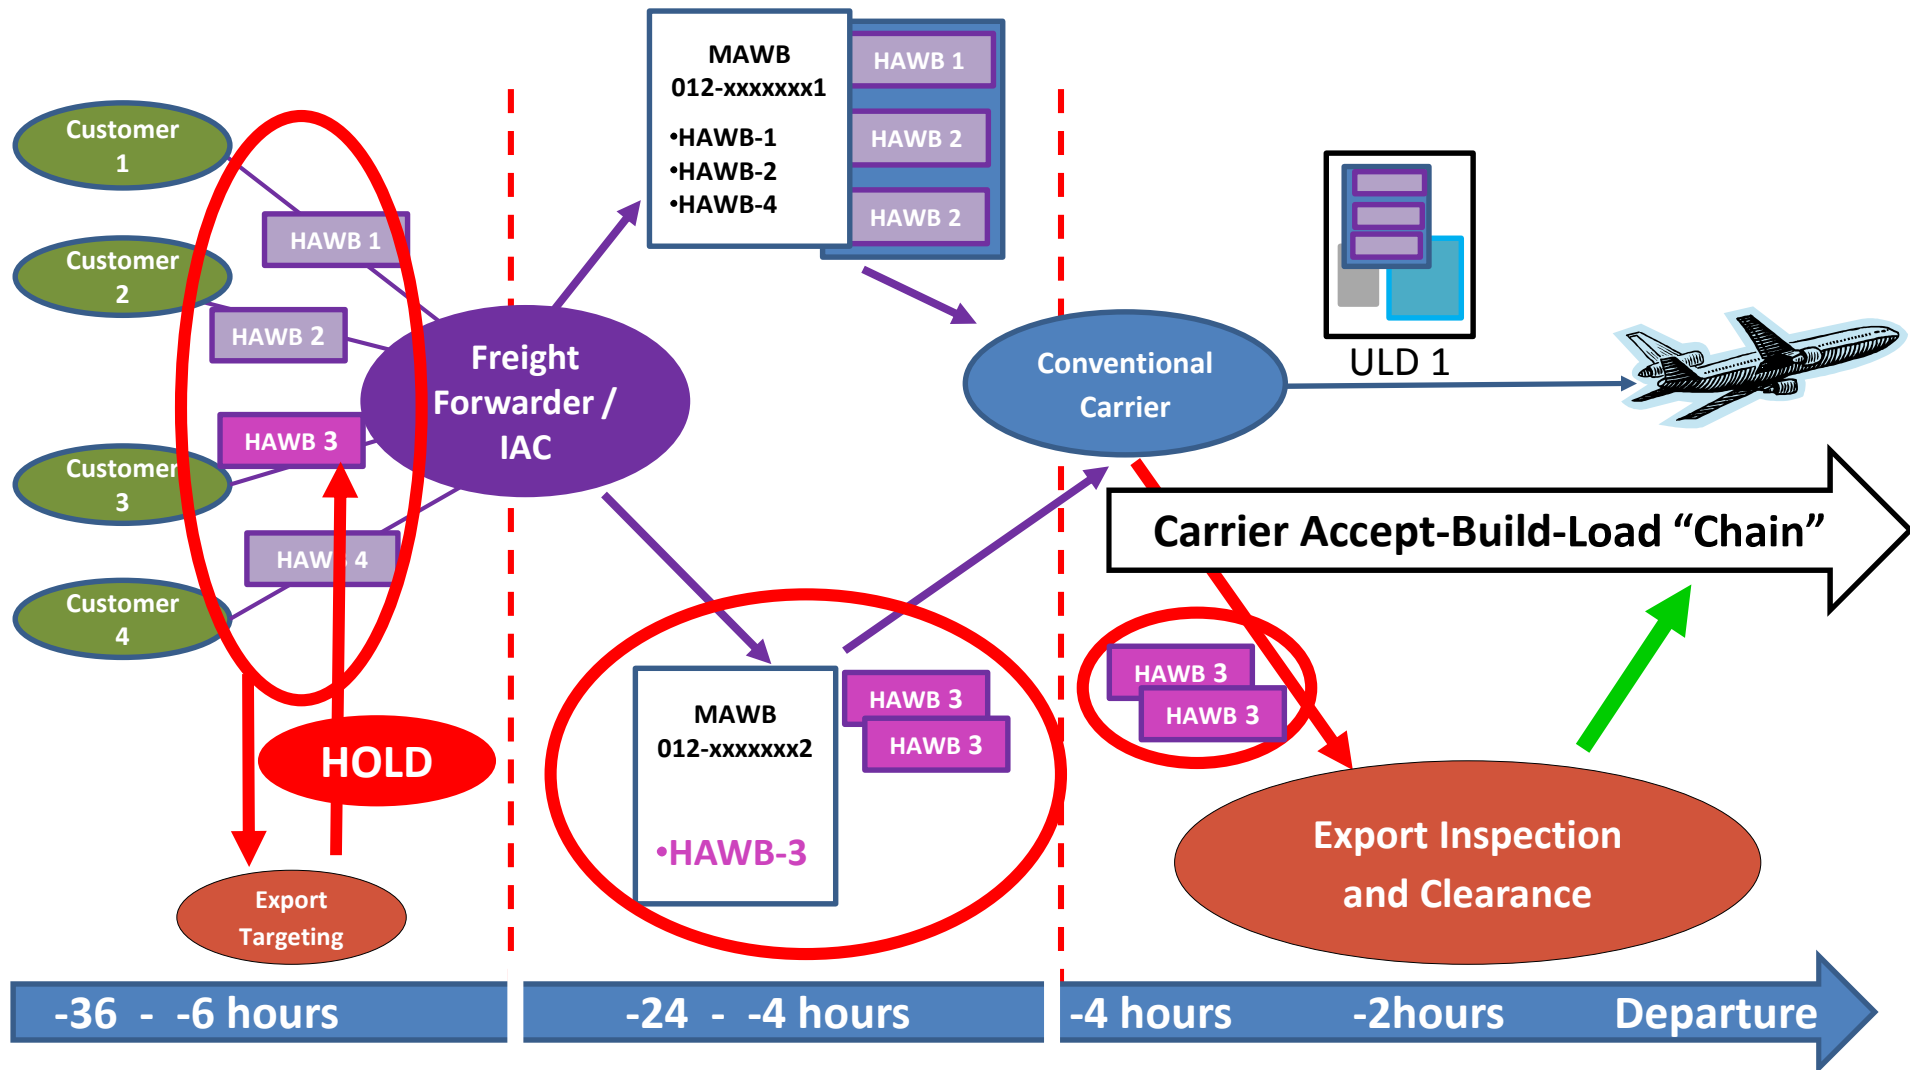 MAWB
012-xxxxxxx1
•HAWB-1
•HAWB-2
•HAWB-4
HAWB 1
HAWB 2
HAWB 2
Customer
1
Customer
2
Customer
3
Customer
4
HAWB 1
HAWB 2
HAWB 3
HAWB 4
Freight
Forwarder /
IAC
Conventional
Carrier
ULD 1
Carrier Accept-Build-Load “Chain”
HOLD
Export
Targeting
MAWB
012-xxxxxxx2
•HAWB-3
HAWB 3
HAWB 3
HAWB 3
HAWB 3
Export Inspection
and Clearance
-36 - -6 hours
-24 - -4 hours
-4 hours
-2hours
Departure